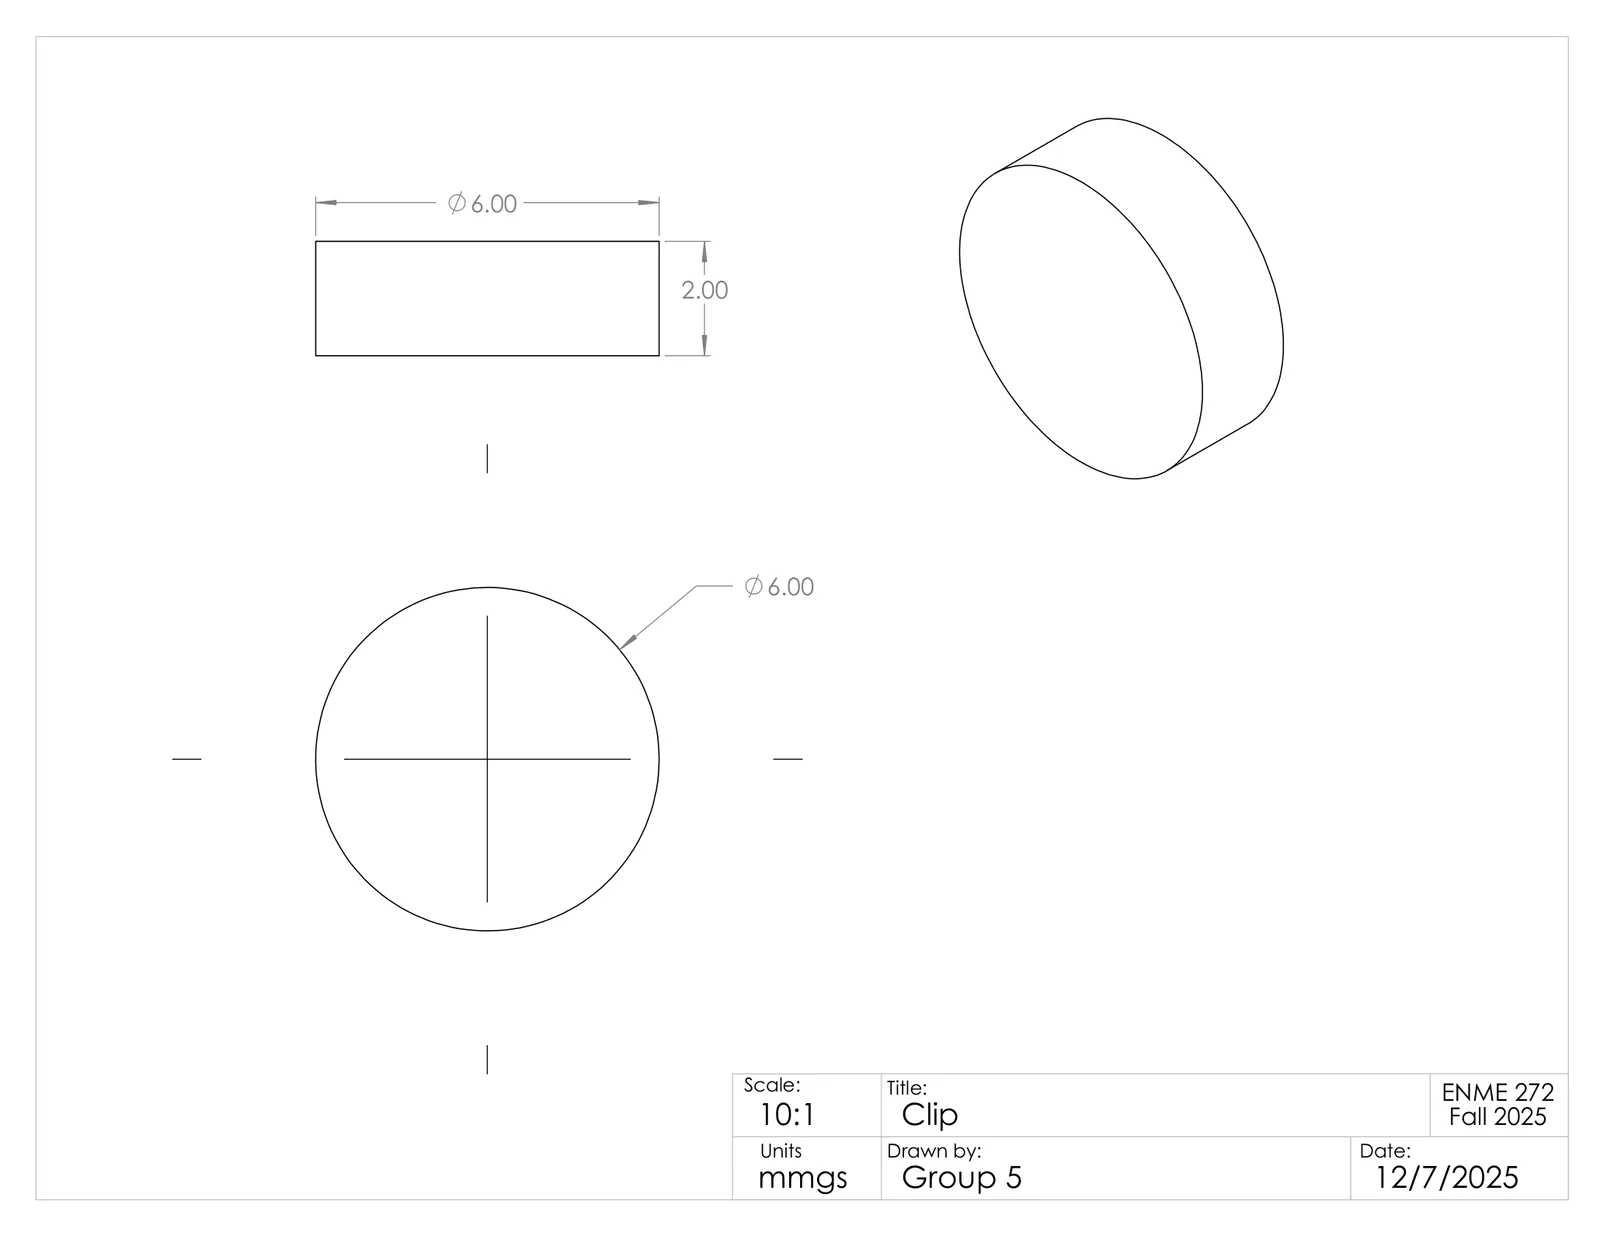 ⌀6.00
2.00
⌀6.00
Scale:
10:1
Title:
Clip
ENME 272
Fall 2025
Units
mmgs
Drawn by:
Group 5
Date:
12/7/2025